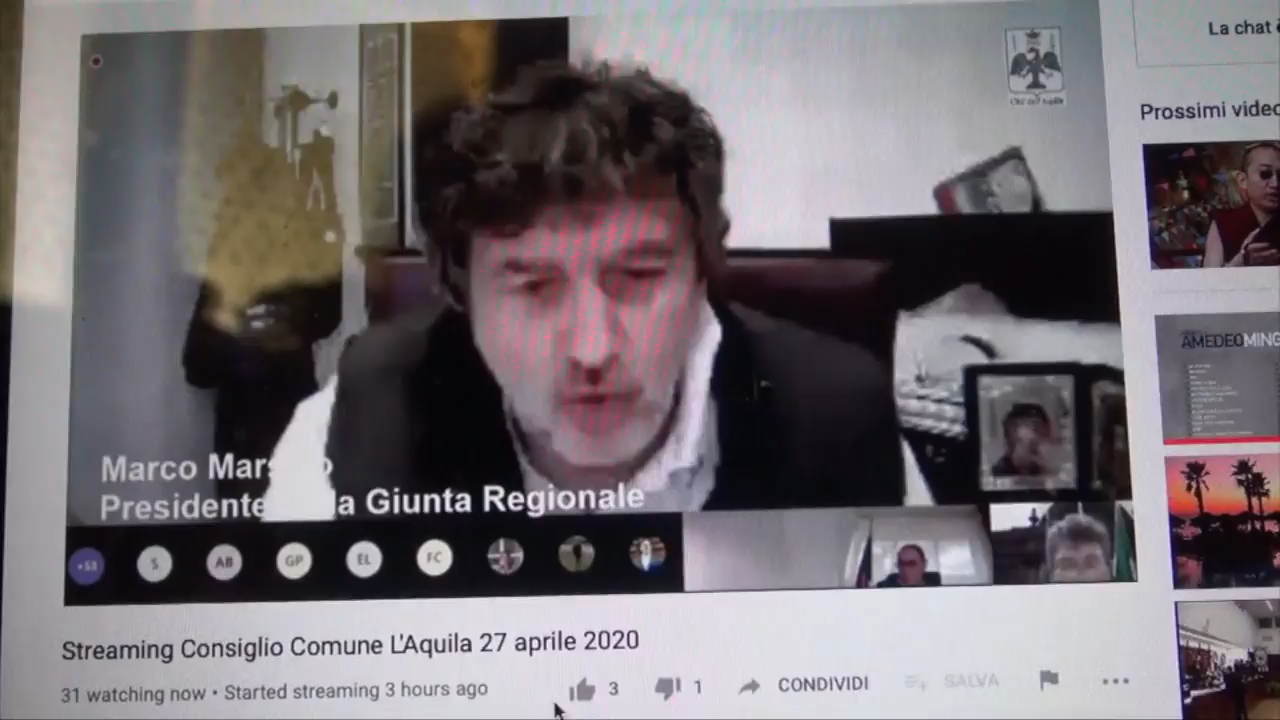 La chat
Prossimi video
AMEDEOMING
Marco Mars
Presidente a Giunta Regionale
+53
S
AB
GP
EL
FC
Streaming Consiglio Comune L'Aquila 27 aprile 2020
31 watching now • Started streaming 3 hours ago
3
1
CONDIVIDI
SALVA